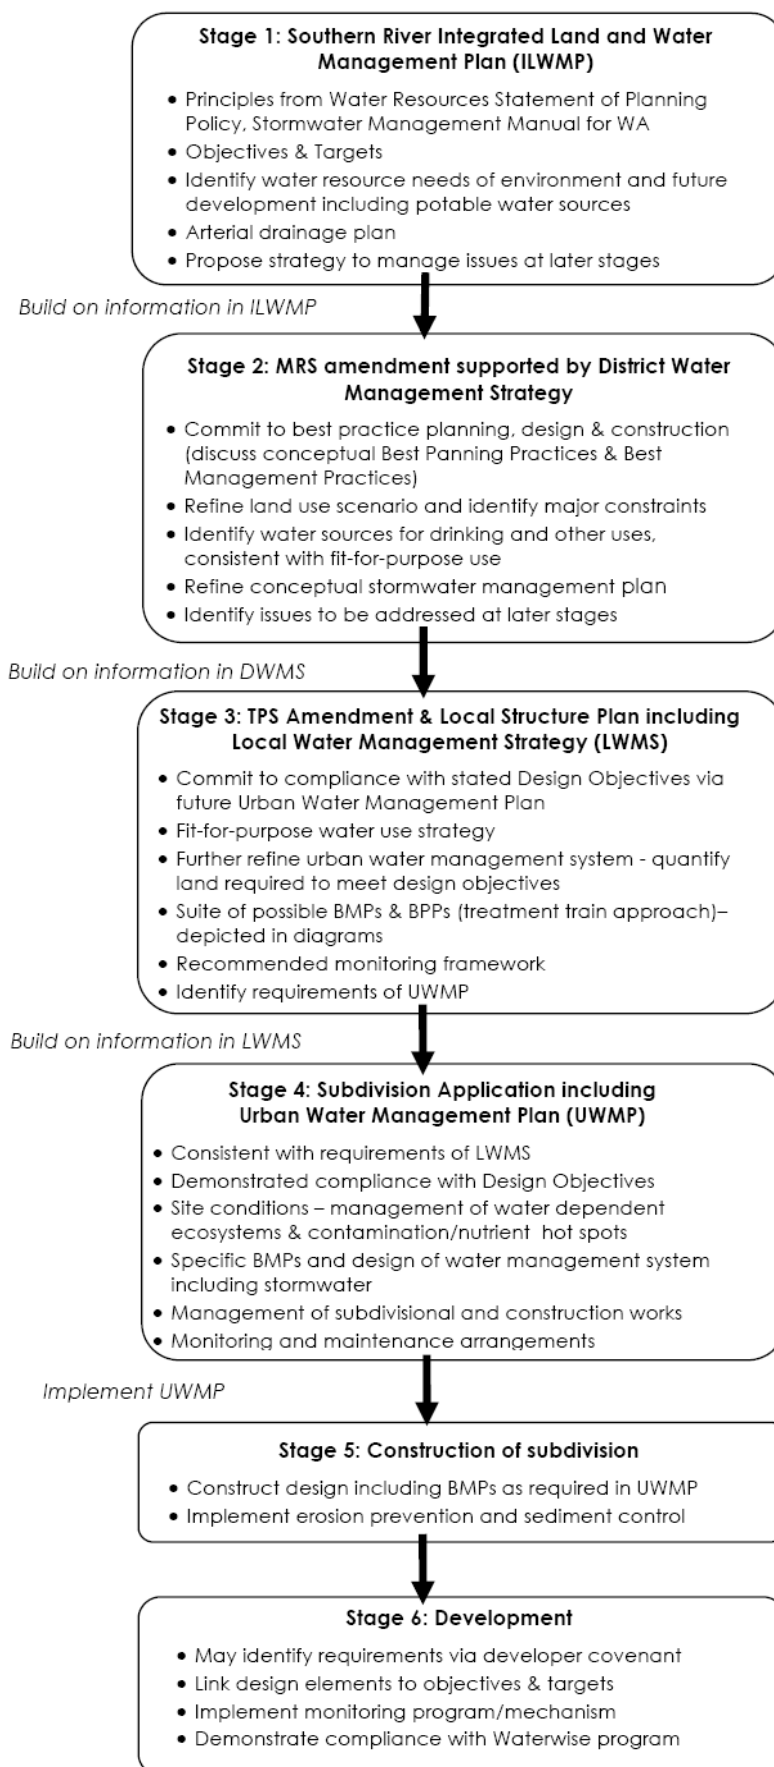 Stage 1: Southern River Integrated Land and Water
Management Plan (ILWMP)
• Principles from Water Resources Statement of Planning
Policy, Stormwater Management Manual for WA
• Objectives & Targets
• Identify water resource needs of environment and future
development including potable water sources
• Arterial drainage plan
• Propose strategy to manage issues at later stages
Build on information in ILWMP
Stage 2: MRS amendment supported by District Water
Management Strategy
• Commit to best practice planning, design & construction
(discuss conceptual Best Panning Practices & Best
Management Practices)
• Refine land use scenario and identify major constraints
• Identify water sources for drinking and other uses,
consistent with fit-for-purpose use
• Refine conceptual stormwater management plan
• Identify issues to be addressed at later stages
Build on information in DWMS
Stage 3: TPS Amendment & Local Structure Plan including
Local Water Management Strategy (LWMS)
• Commit to compliance with stated Design Objectives via
future Urban Water Management Plan
• Fit-for-purpose water use strategy
• Further refine urban water management system - quantify
land required to meet design objectives
• Suite of possible BMPs & BPPs (treatment train approach)–
depicted in diagrams
• Recommended monitoring framework
• Identify requirements of UWMP
Build on information in LWMS
Stage 4: Subdivision Application including
Urban Water Management Plan (UWMP)
• Consistent with requirements of LWMS
• Demonstrated compliance with Design Objectives
• Site conditions – management of water dependent
ecosystems & contamination/nutrient hot spots
• Specific BMPs and design of water management system
including stormwater
• Management of subdivisional and construction works
• Monitoring and maintenance arrangements
Implement UWMP
Stage 5: Construction of subdivision
• Construct design including BMPs as required in UWMP
• Implement erosion prevention and sediment control
Stage 6: Development
• May identify requirements via developer covenant
• Link design elements to objectives & targets
• Implement monitoring program/mechanism
• Demonstrate compliance with Waterwise program